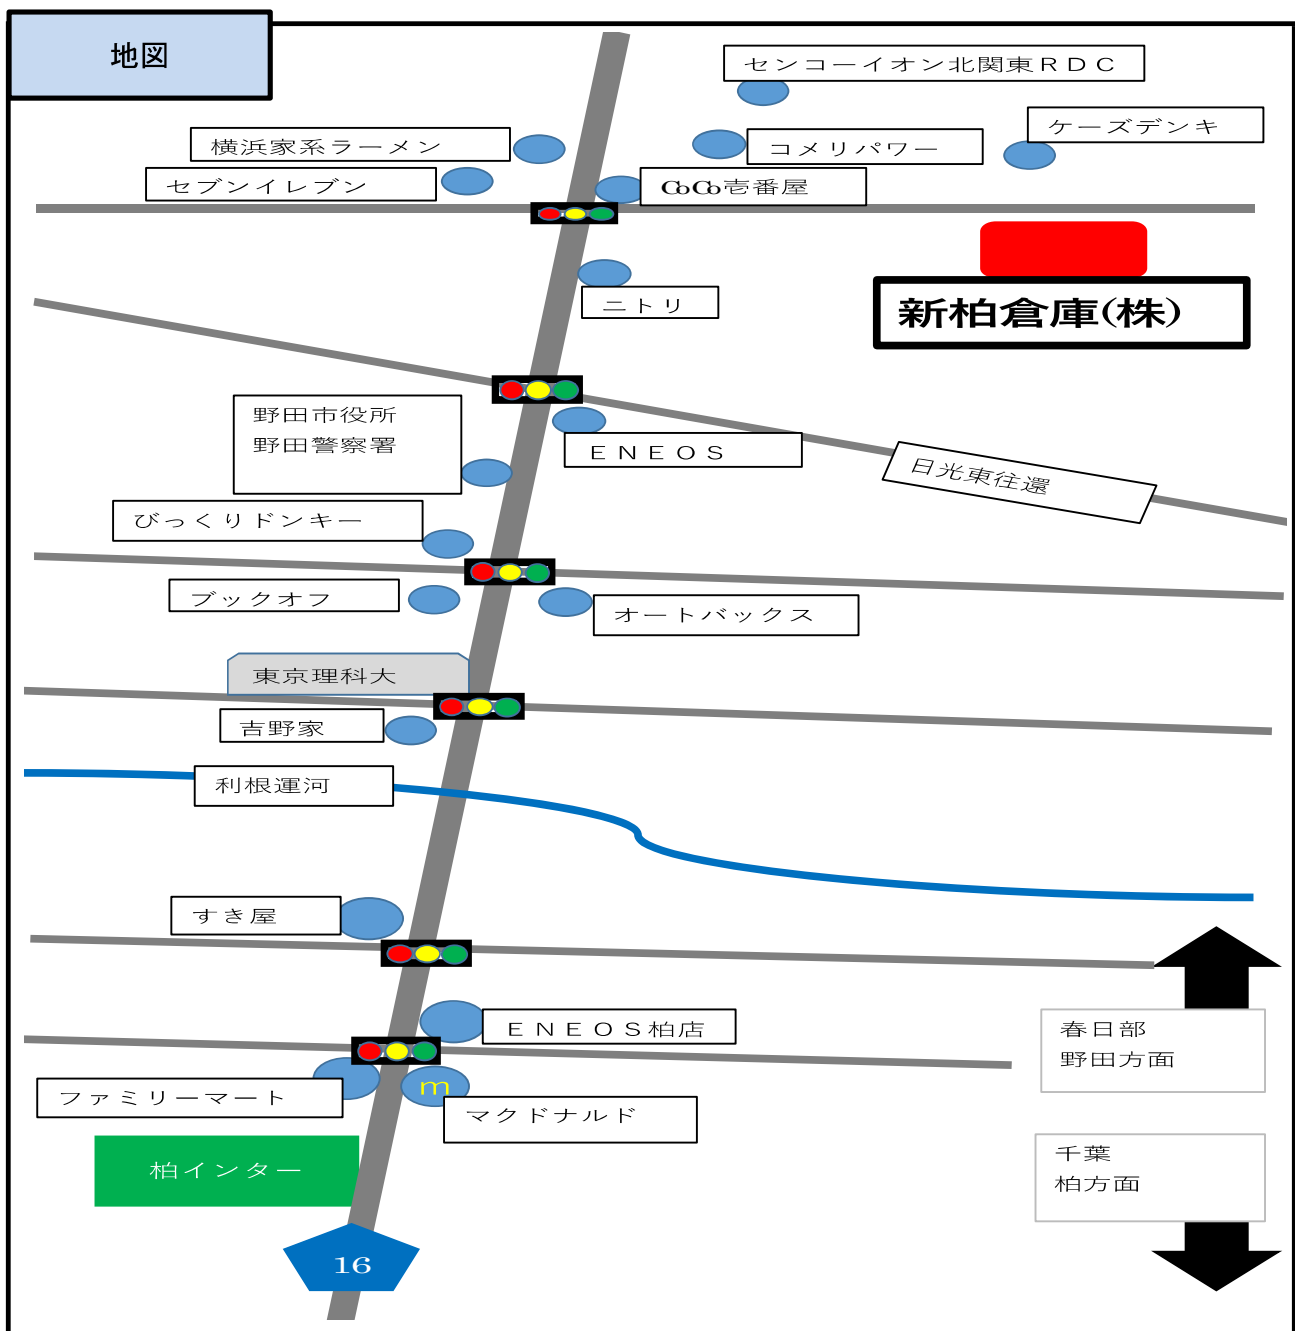 地図
センコーイオン北関東ＲＤＣ
ケーズデンキ
横浜家系ラーメン
コメリパワー
セブンイレブン
CoCo壱番屋
ニトリ
新柏倉庫(株)
野田市役所
野田警察署
ＥＮＥＯＳ
日光東往還
びっくりドンキー
ブックオフ
オートバックス
東京理科大
吉野家
利根運河
すき屋
ＥＮＥＯＳ柏店
春日部
野田方面
ファミリーマート
m
マクドナルド
柏インター
千葉
柏方面
16